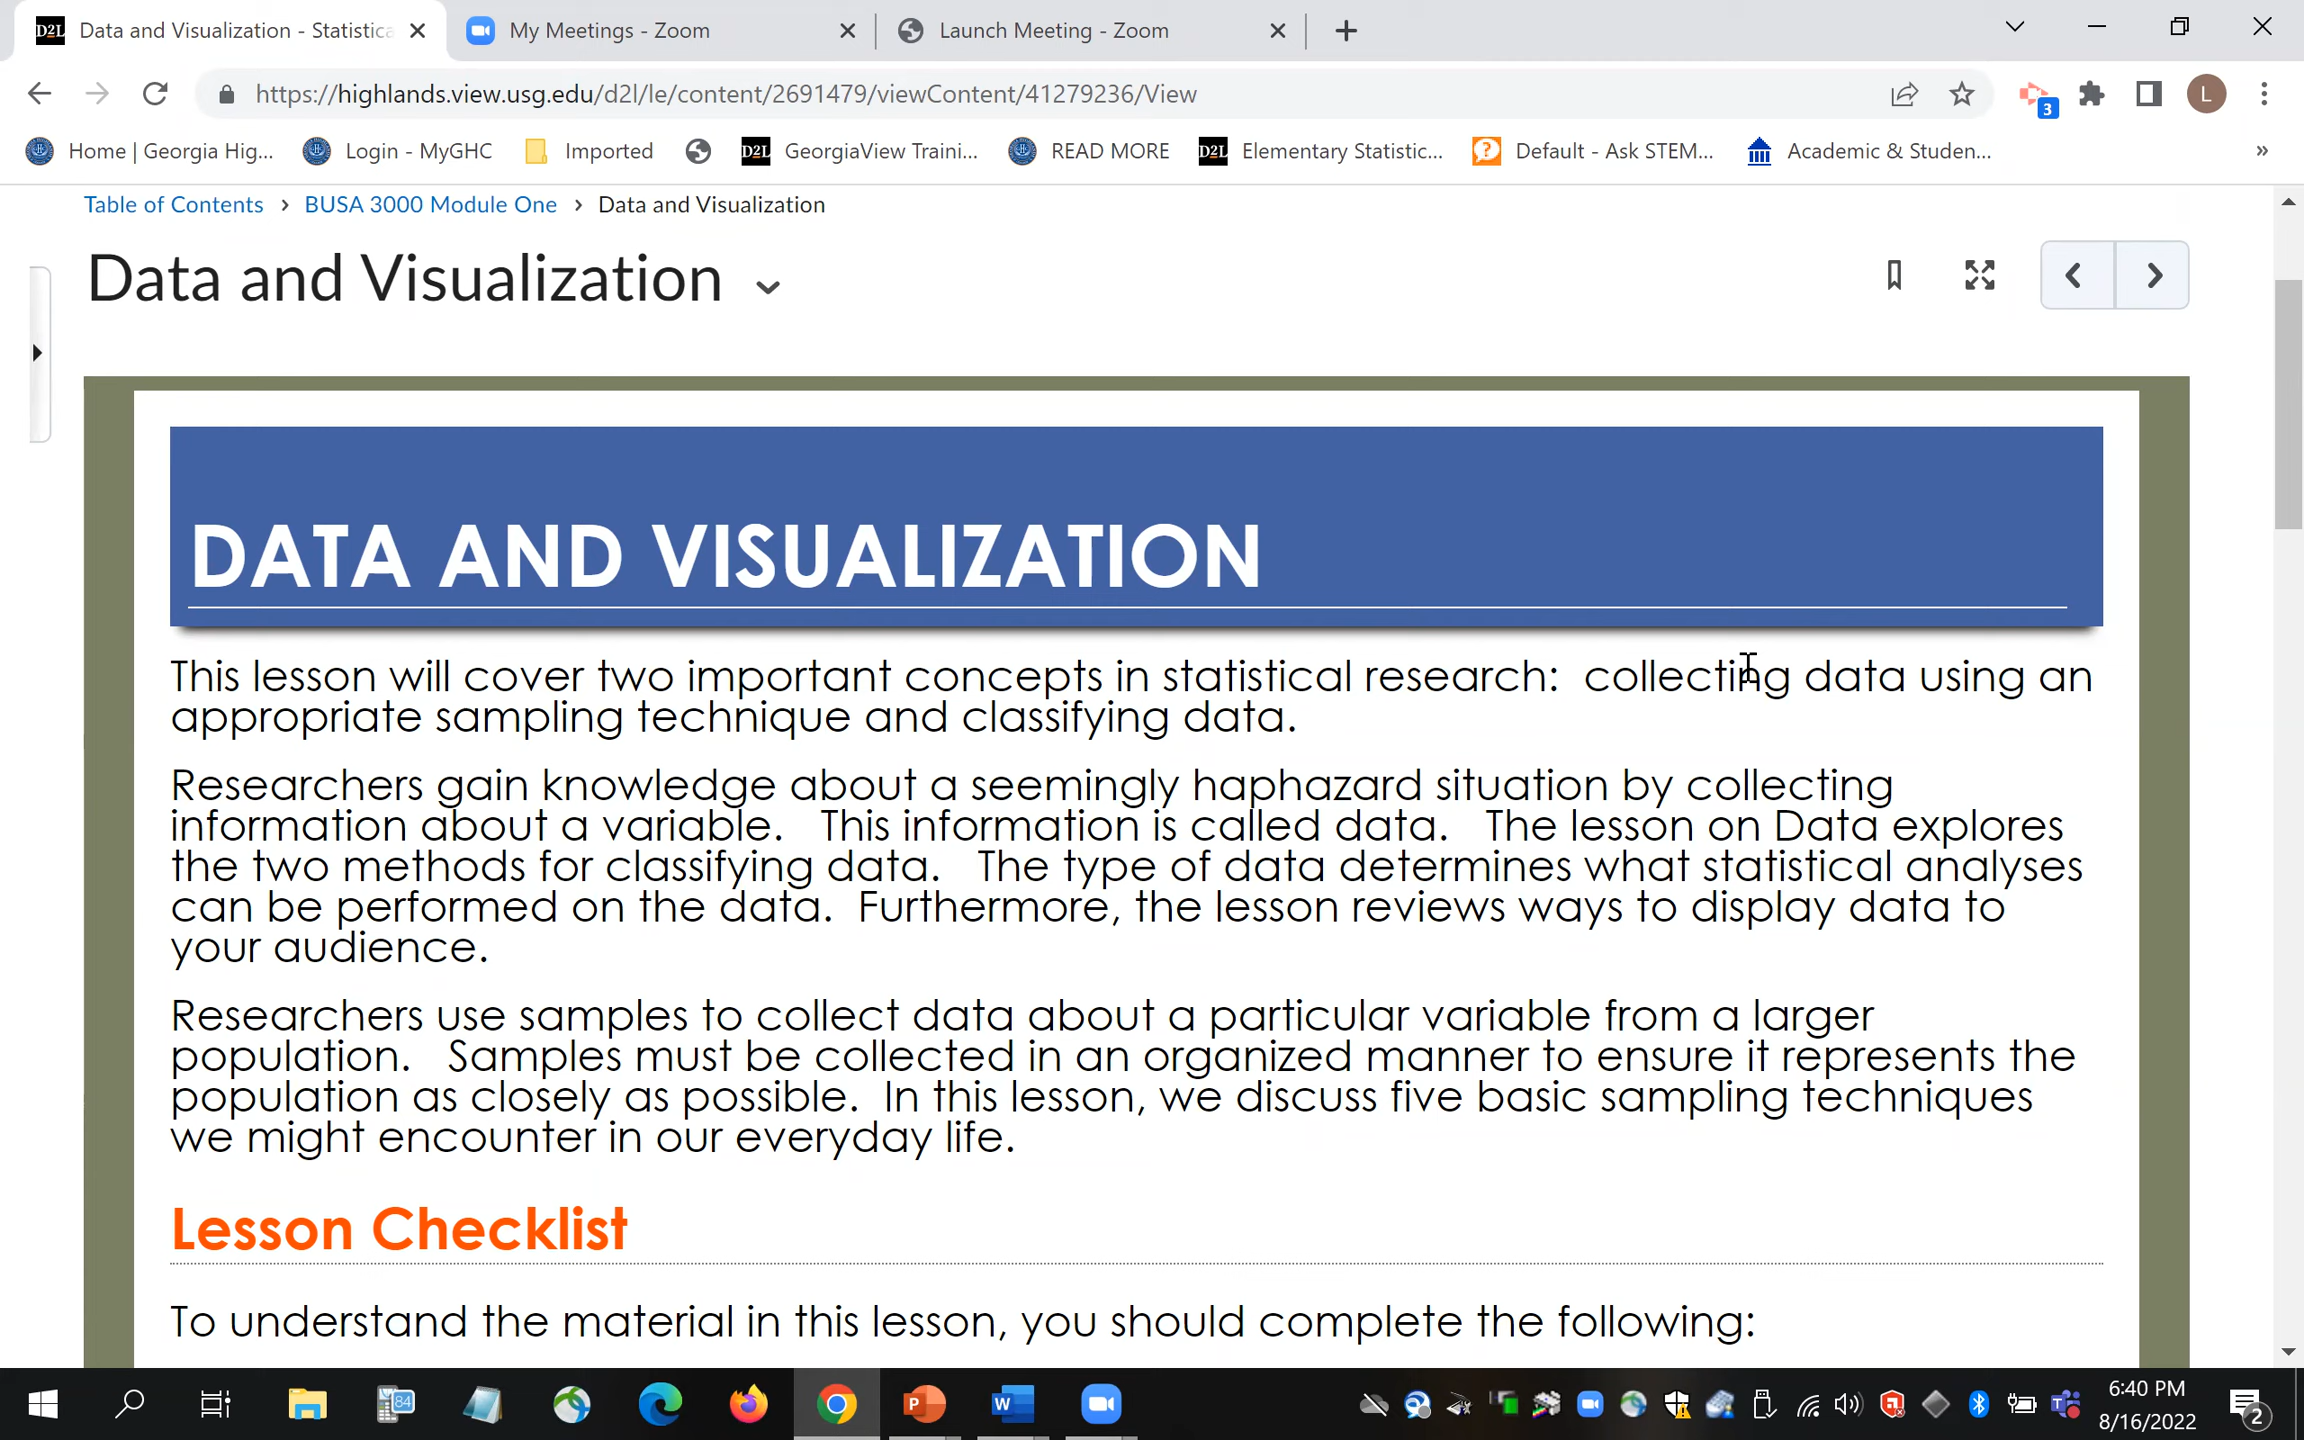 D2L Data and Visualization - Statistica
My Meetings - Zoom
Launch Meeting - Zoom
https://highlands.view.usg.edu/d2l/le/content/2691479/viewContent/41279236/View
L
3
Home | Georgia Hig...
Login - MyGHC
Imported
D2L GeorgiaView Traini...
READ MORE
D2L Elementary Statistic...
Default - Ask STEM...
Academic & Studen...
»
Table of Contents › BUSA 3000 Module One › Data and Visualization
Data and Visualization
DATA AND VISUALIZATION
This lesson will cover two important concepts in statistical research:  collecting data using an
appropriate sampling technique and classifying data.
Researchers gain knowledge about a seemingly haphazard situation by collecting
information about a variable.   This information is called data.   The lesson on Data explores
the two methods for classifying data.   The type of data determines what statistical analyses
can be performed on the data.  Furthermore, the lesson reviews ways to display data to
your audience.
Researchers use samples to collect data about a particular variable from a larger
population.   Samples must be collected in an organized manner to ensure it represents the
population as closely as possible.  In this lesson, we discuss five basic sampling techniques
we might encounter in our everyday life.
Lesson Checklist
To understand the material in this lesson, you should complete the following:
84
P
W
6:40 PM
8/16/2022
2